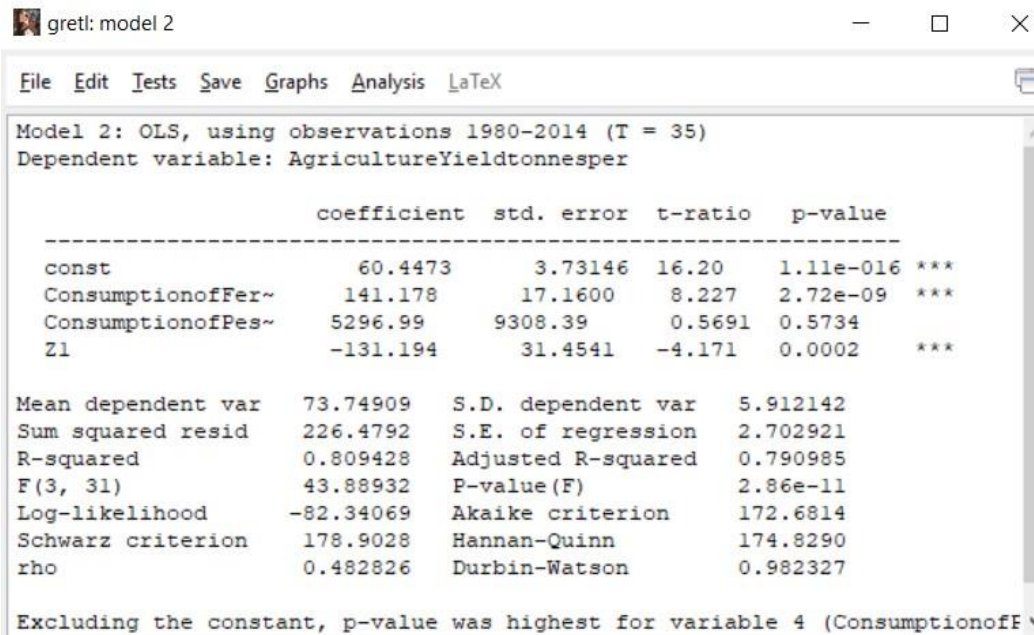 gretl: model 2
File Edit Tests Save Graphs Analysis LaTeX
Model 2: OLS, using observations 1980-2014 (T = 35)
Dependent variable: AgricultureYieldtonnesper
coefficient std. error t-ratio p-value
const 60.4473 3.73146 16.20 1.11e-016 ***
ConsumptionofFer~ 141.178 17.1600 8.227 2.72e-09 ***
ConsumptionofPes~ 5296.99 9308.39 0.5691 0.5734
Z1 -131.194 31.4541 -4.171 0.0002 ***
Mean dependent var 73.74909 S.D. dependent var 5.912142
Sum squared resid 226.4792 S.E. of regression 2.702921
R-squared 0.809428 Adjusted R-squared 0.790985
F(3, 31) 43.88932 P-value(F) 2.86e-11
Log-likelihood -82.34069 Akaike criterion 172.6814
Schwarz criterion 178.9028 Hannan-Quinn 174.8290
rho 0.482826 Durbin-Watson 0.982327
Excluding the constant, p-value was highest for variable 4 (Consumptionof